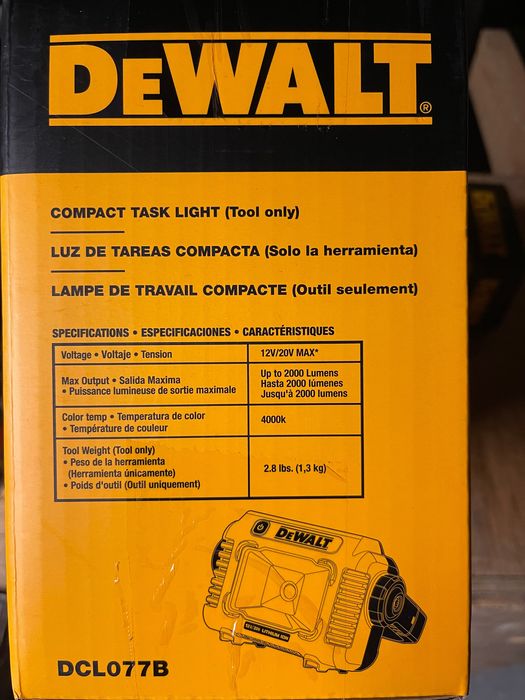 DEWALT®
COMPACT TASK LIGHT (Tool only)
LUZ DE TAREAS COMPACTA (Solo la herramienta)
LAMPE DE TRAVAIL COMPACTE (Outil seulement)
SPECIFICATIONS • ESPECIFICACIONES • CARACTÉRISTIQUES
Voltage • Voltaje • Tension
12V/20V MAX*
Max Output • Salida Maxima
• Puissance lumineuse de sortie maximale
Up to 2000 Lumens
Hasta 2000 lúmenes
Jusqu'à 2000 lumens
Color temp • Temperatura de color
• Température de couleur
4000k
Tool Weight (Tool only)
• Peso de la herramienta
(Herramienta únicamente)
• Poids d'outil (Outil uniquement)
2.8 lbs. (1,3 kg)
DEWALT
12V/20V LITHIUM ION
DCL077B